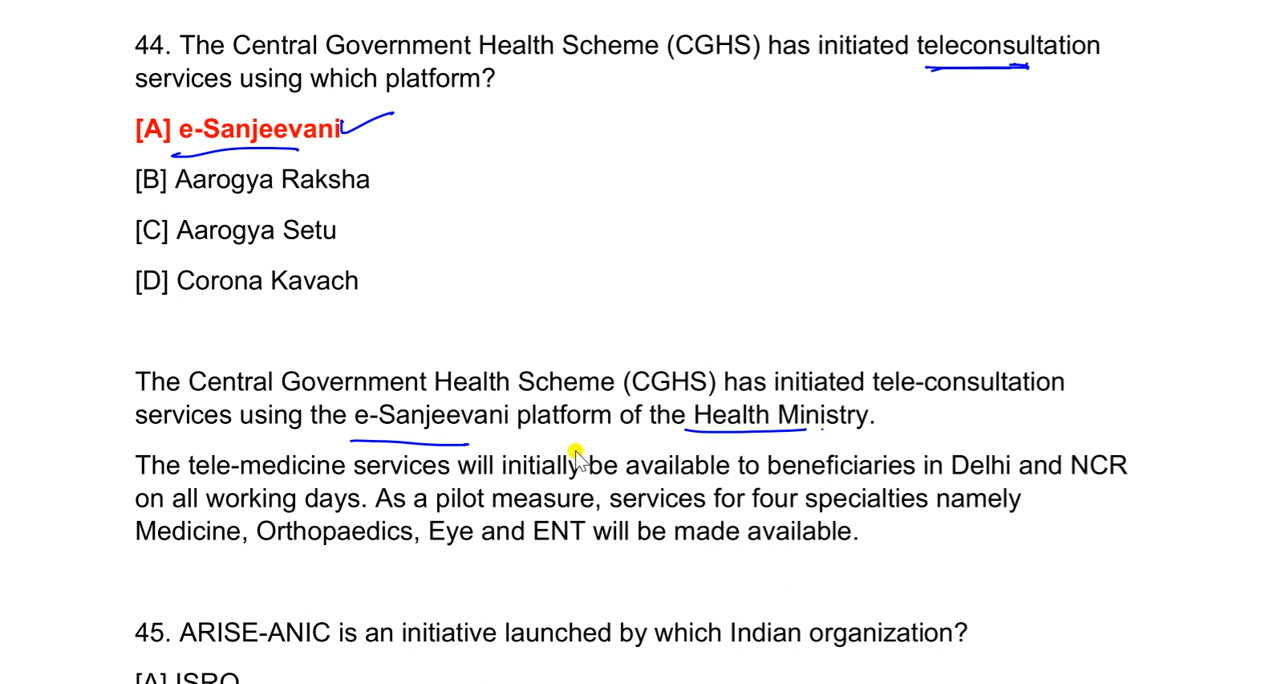 44. The Central Government Health Scheme (CGHS) has initiated teleconsultation
services using which platform?
[A] e-Sanjeevani
[B] Aarogya Raksha
[C] Aarogya Setu
[D] Corona Kavach
The Central Government Health Scheme (CGHS) has initiated tele-consultation
services using the e-Sanjeevani platform of the Health Ministry.
The tele-medicine services will initially be available to beneficiaries in Delhi and NCR
on all working days. As a pilot measure, services for four specialties namely
Medicine, Orthopaedics, Eye and ENT will be made available.
45. ARISE-ANIC is an initiative launched by which Indian organization?
[A] ISRO